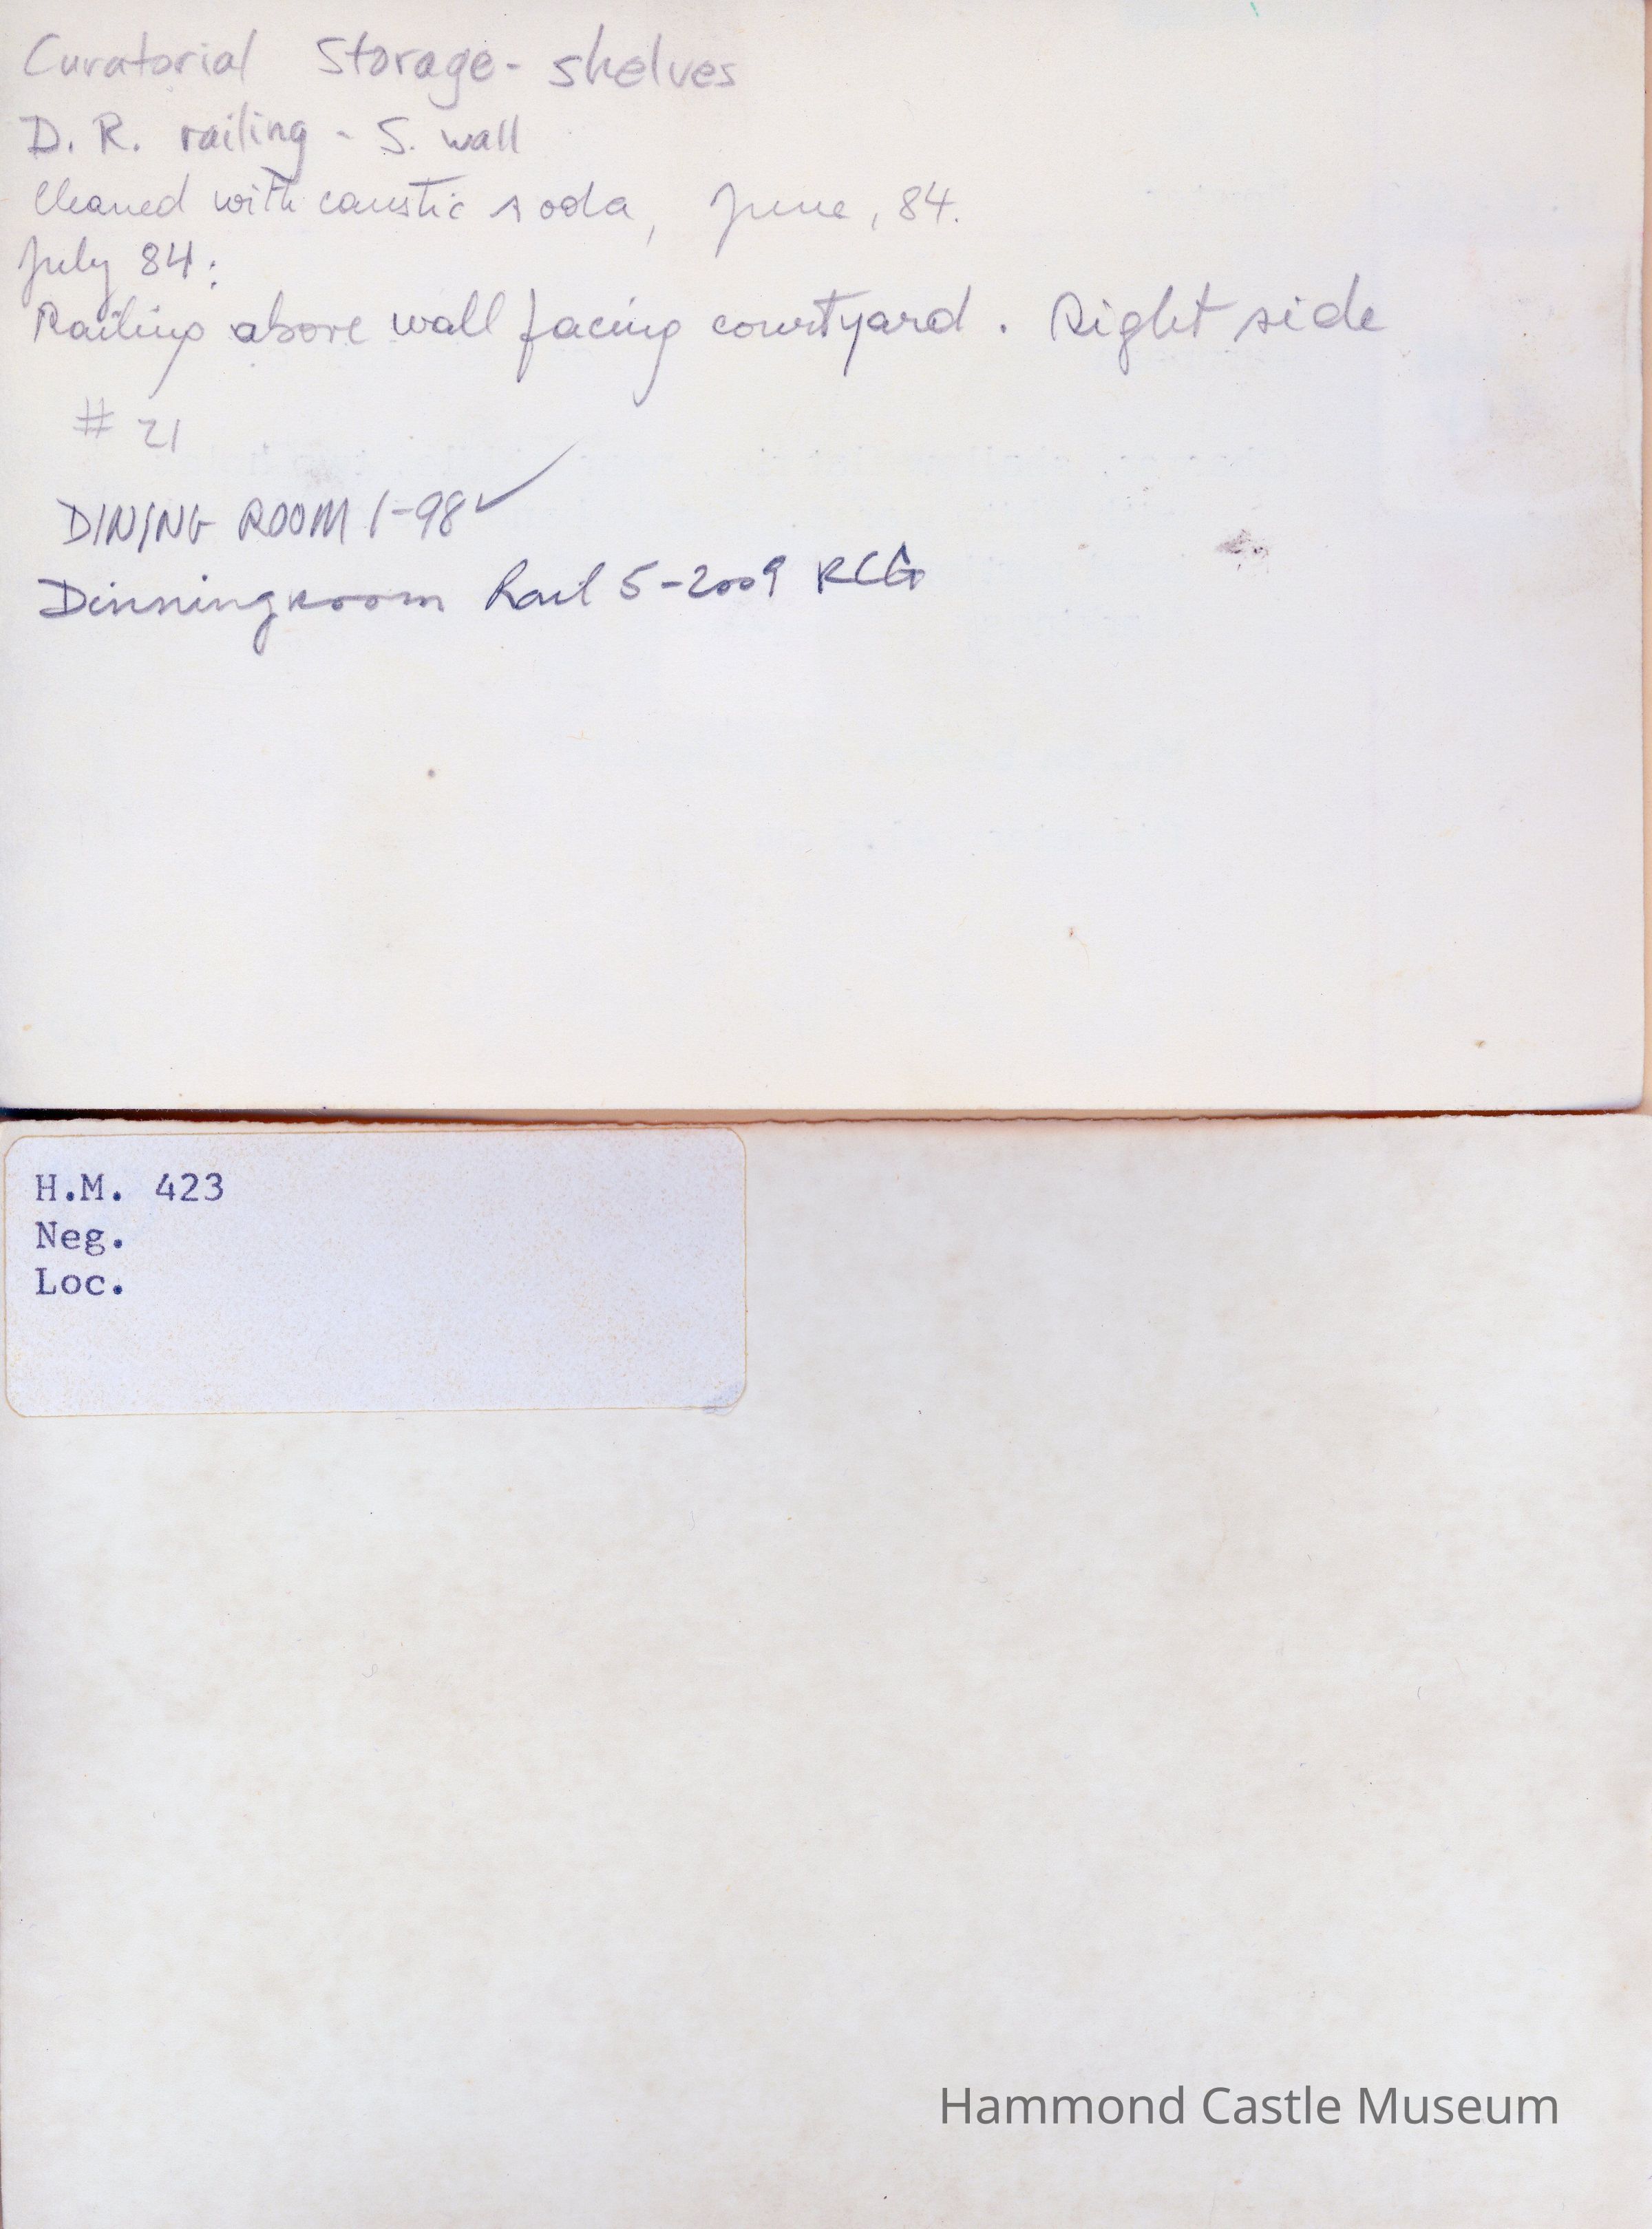 Curatorial Storage - shelves
D. R. railing - S. wall
Cleaned with caustic soda, June, 84.
July 84:
Railing above wall facing courtyard. Right side
# 21
DINING ROOM 1-98 ✓
Dinningroom Rail 5-2009 RCG
H.M. 423
Neg.
Loc.
Hammond Castle Museum